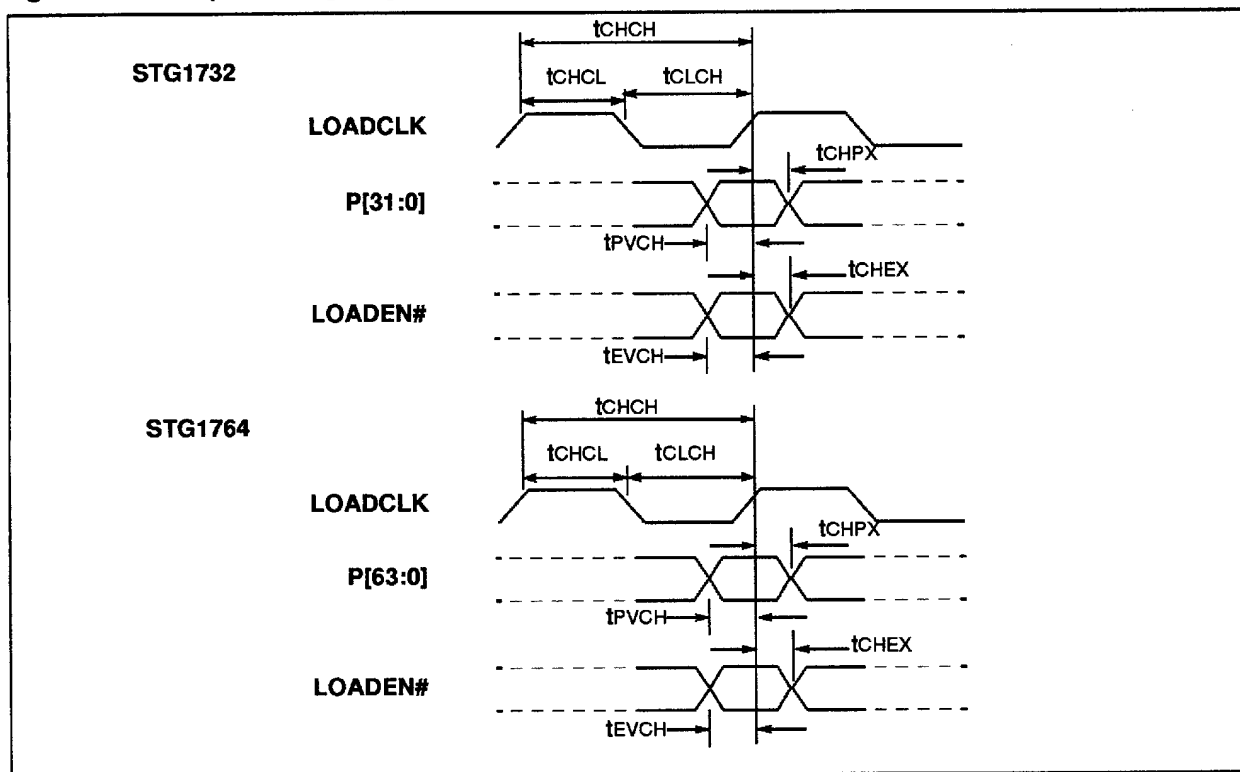 tCHCH
STG1732
tCHCL tCLCH
LOADCLK
tCHPX
P[31:0]
tPVCH
tCHEX
LOADEN#
tEVCH
tCHCH
STG1764
tCHCL tCLCH
LOADCLK
tCHPX
P[63:0]
tPVCH
tCHEX
LOADEN#
tEVCH